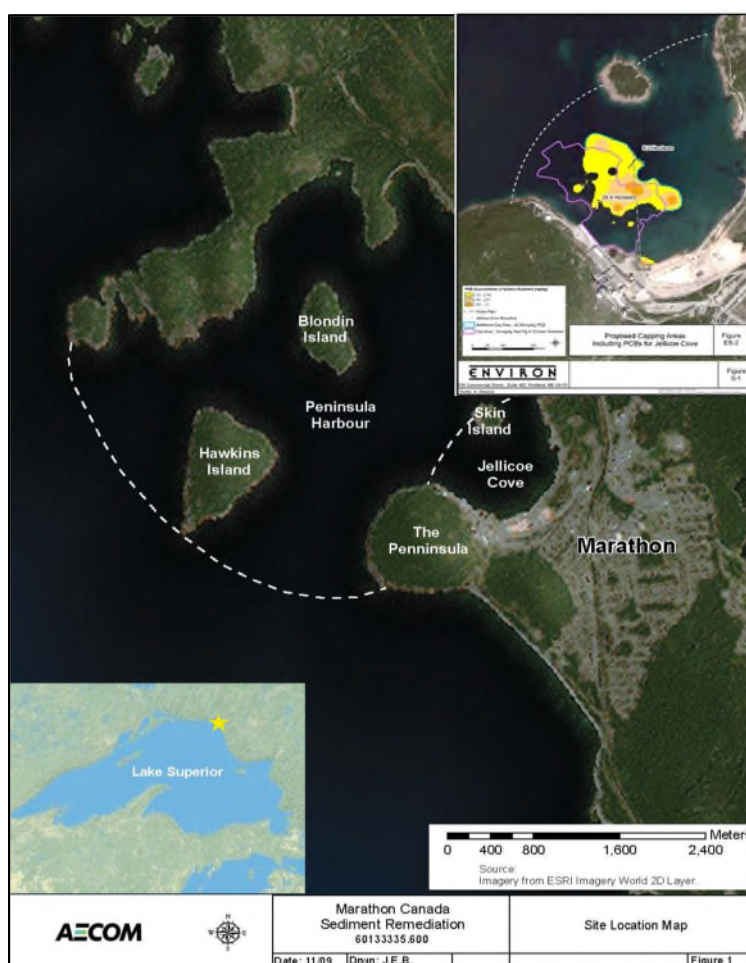 Proposed Capping Areas
Including PCBs for Jellicoe Cove
Figure
ES-2
ENVIRON
Figure
Blondin
Island
Peninsula
Harbour
Skin
Island
Hawkins
Island
Jellicoe
Cove
The
Penninsula
Marathon
Lake Superior
Meters
0 400 800 1,600 2,400
Source:
Imagery from ESRI Imagery World 2D Layer.
AECOM
N
W E
S
Marathon Canada
Sediment Remediation
60133335.600
Site Location Map
Date: 11/09 Drwn: J.E.B. Figure 1